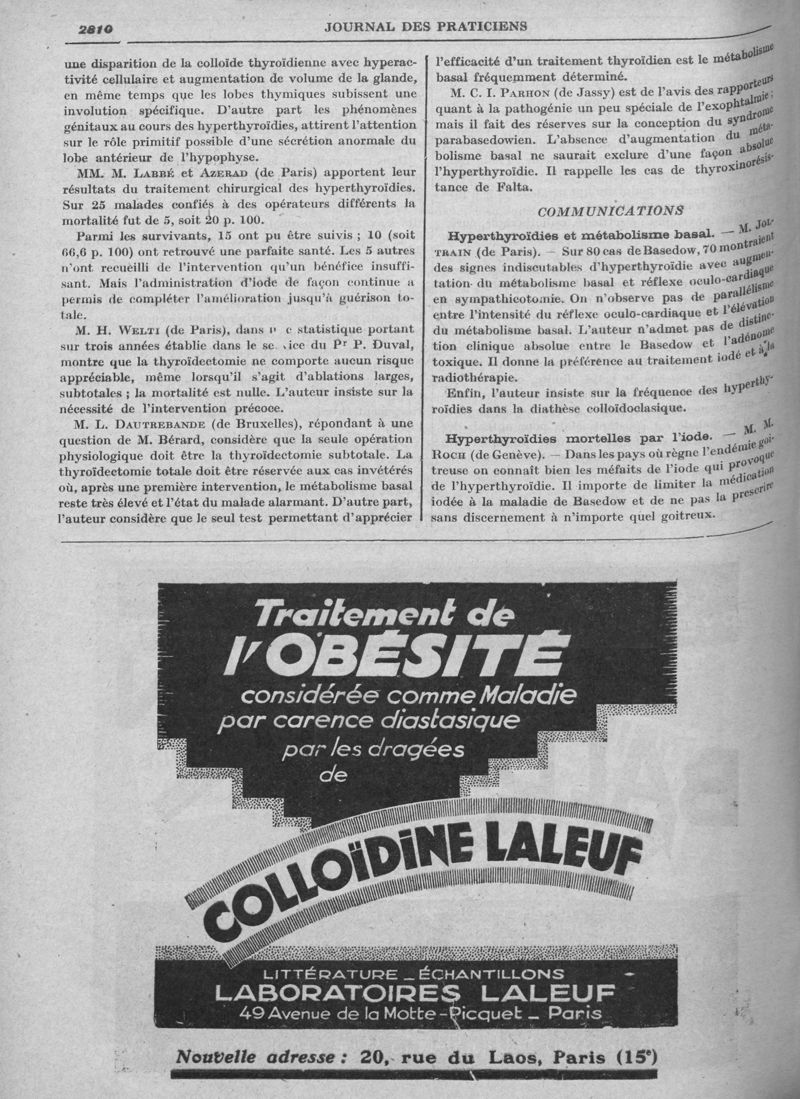 2810
JOURNAL DES PRATICIENS
une disparition de la colloïde thyroïdienne avec hyperac-
tivité cellulaire et augmentation de volume de la glande,
en même temps que les lobes thymiques subissent une
involution spécifique. D'autre part les phénomènes
génitaux au cours des hyperthyroïdies, attirent l'attention
sur le rôle primitif possible d'une sécrétion anormale du
lobe antérieur de l'hypophyse.
MM. M. LABBÉ et AZERAD (de Paris) apportent leur
résultats du traitement chirurgical des hyperthyroïdies.
Sur 25 malades confiés à des opérateurs différents la
mortalité fut de 5, soit 20 p. 100.
Parmi les survivants, 15 ont pu être suivis ; 10 (soit
66,6 p. 100) ont retrouvé une parfaite santé. Les 5 autres
n'ont recueilli de l'intervention qu'un bénéfice insuffi-
sant. Mais l'administration d'iode de façon continue a
permis de compléter l'amélioration jusqu'à guérison to-
tale.
M. H. WELTI (de Paris), dans statistique portant
sur trois années établie dans le du Pr P. Duval,
montre que la thyroïdectomie ne comporte aucun risque
appréciable, même lorsqu'il s'agit d'ablations larges,
subtotales ; la mortalité est nulle. L'auteur insiste sur la
nécessité de l'intervention précoce.
M. L. DAUTREBANDE (de Bruxelles), répondant à une
question de M. Bérard, considère que la seule opération
physiologique doit être la thyroïdectomie subtotale. La
thyroïdectomie totale doit être réservée aux cas invétérés
où, après une première intervention, le métabolisme basal
reste très élevé et l'état du malade alarmant. D'autre part,
l'auteur considère que le seul test permettant d'apprécier
l'efficacité d'un traitement thyroïdien est le métabolisme
basal fréquemment déterminé.
M. C. I. PARHON (de Jassy) est de l'avis des rapporteurs
quant à la pathogénie un peu spéciale de l'exophtalmie ;
mais il fait des réserves sur la conception du syndrome
parabasedowien. L'absence d'augmentation du méta-
bolisme basal ne saurait exclure d'une façon absolue
l'hyperthyroïdie. Il rappelle les cas de thyroxinorésis-
tance de Falta.
COMMUNICATIONS
Hyperthyroïdies et métabolisme basal. — M. JOL-
TRAIN (de Paris). — Sur 80 cas de Basedow, 70 montraient
des signes indiscutables d'hyperthyroïdie avec augmen-
tation du métabolisme basal et réflexe oculo-cardiaque
en sympathicotomie. On n'observe pas de parallélisme
entre l'intensité du réflexe oculo-cardiaque et l'élévation
du métabolisme basal. L'auteur n'admet pas de distinc-
tion clinique absolue entre le Basedow et l'adénome
toxique. Il donne la préférence au traitement iodé et à la
radiothérapie.
Enfin, l'auteur insiste sur la fréquence des hyperthy-
roïdies dans la diathèse colloïdoclasique.
Hyperthyroïdies mortelles par l'iode. — M. M.
ROCH (de Genève). — Dans les pays où règne l'endémie goi-
treuse on connaît bien les méfaits de l'iode qui provoque
de l'hyperthyroïdie. Il importe de limiter la médication
iodée à la maladie de Basedow et de ne pas la prescrire
sans discernement à n'importe quel goitreux.
Traitement de
l'OBÉSITÉ
considérée comme Maladie
par carence diastasique
par les dragées
de
COLLOÏDINE LALEUF
LITTÉRATURE _ ÉCHANTILLONS
LABORATOIRES LALEUF
49 Avenue de la Motte-Picquet _ Paris
Nouvelle adresse : 20, rue du Laos, Paris (15e)